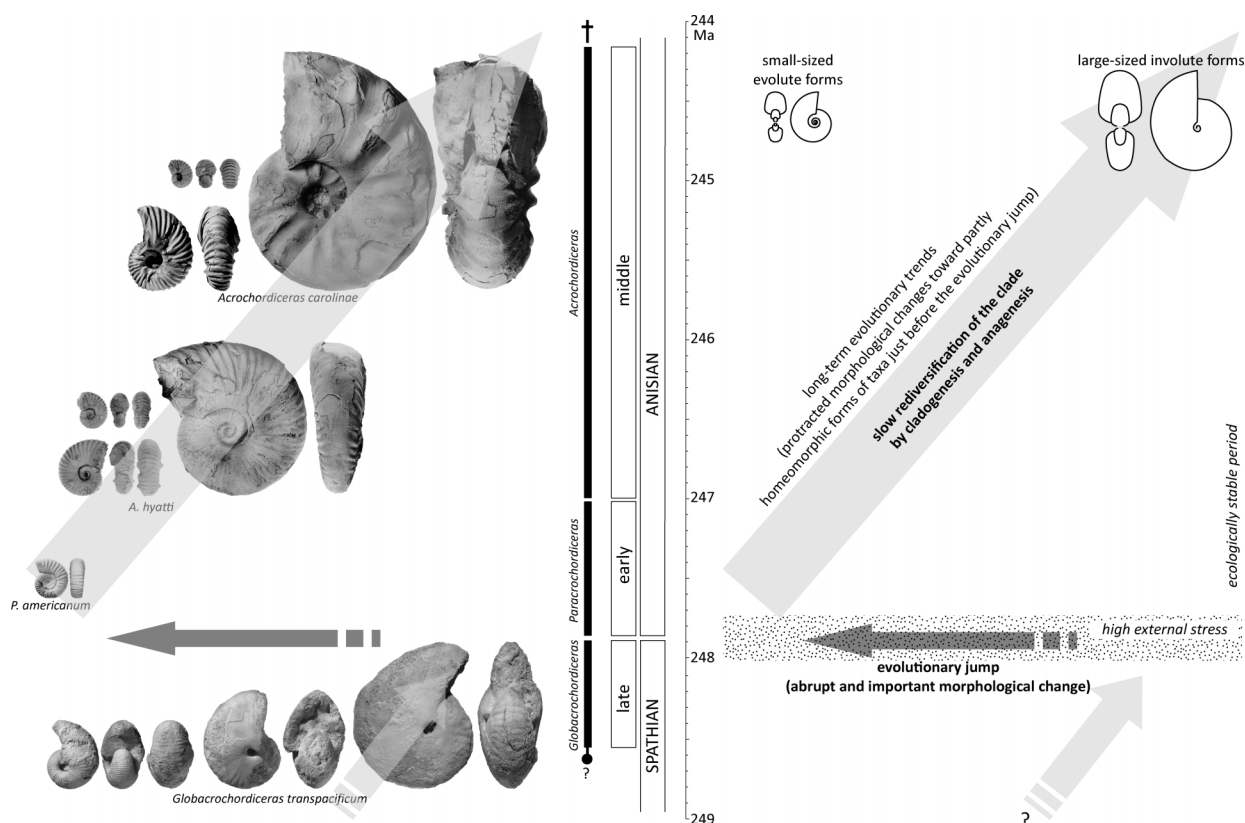 †
244
Ma
245
246
247
248
249
Acrochordiceras carolinae
A. hyatti
P. americanum
Globacrochordiceras transpacificum
Acrochordiceras
Paracrochordiceras
Globacrochordiceras
?
middle
early
late
ANISIAN
SPATHIAN
small-sized
evolute forms
large-sized involute forms
long-term evolutionary trends
(protracted morphological changes toward partly
homeomorphic forms of taxa just before the evolutionary jump)
slow rediversification of the clade
by cladogenesis and anagenesis
ecologically stable period
high external stress
evolutionary jump
(abrupt and important morphological change)
?